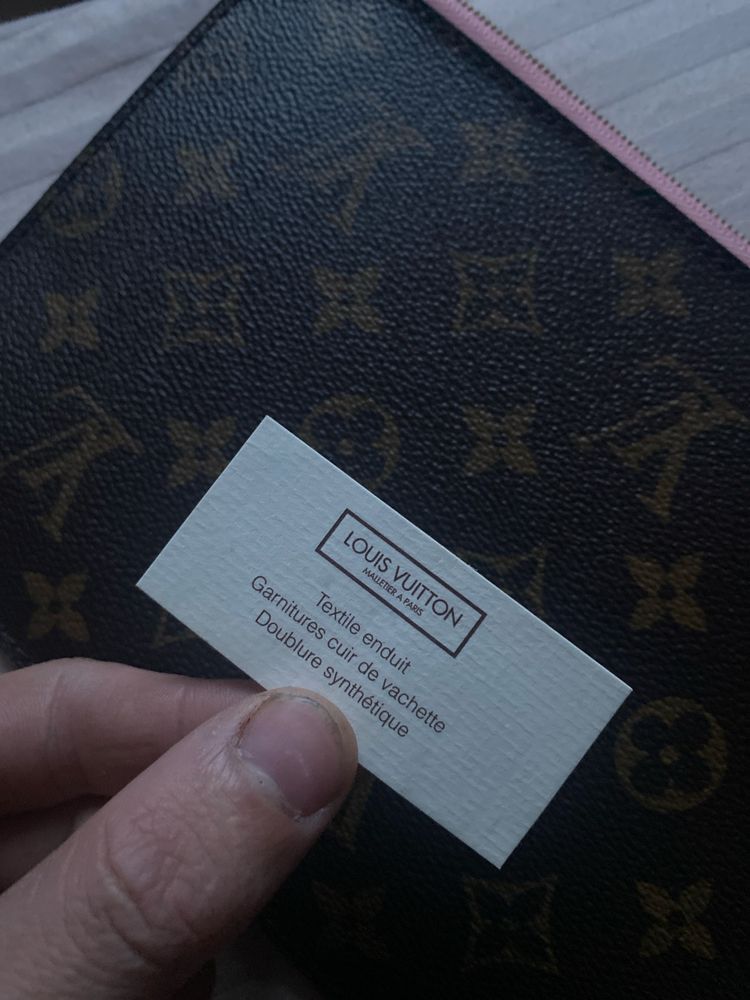 LOUIS VUITTON
MALLETIER A PARIS
Textile enduit
Garnitures cuir de vachette
Doublure synthétique